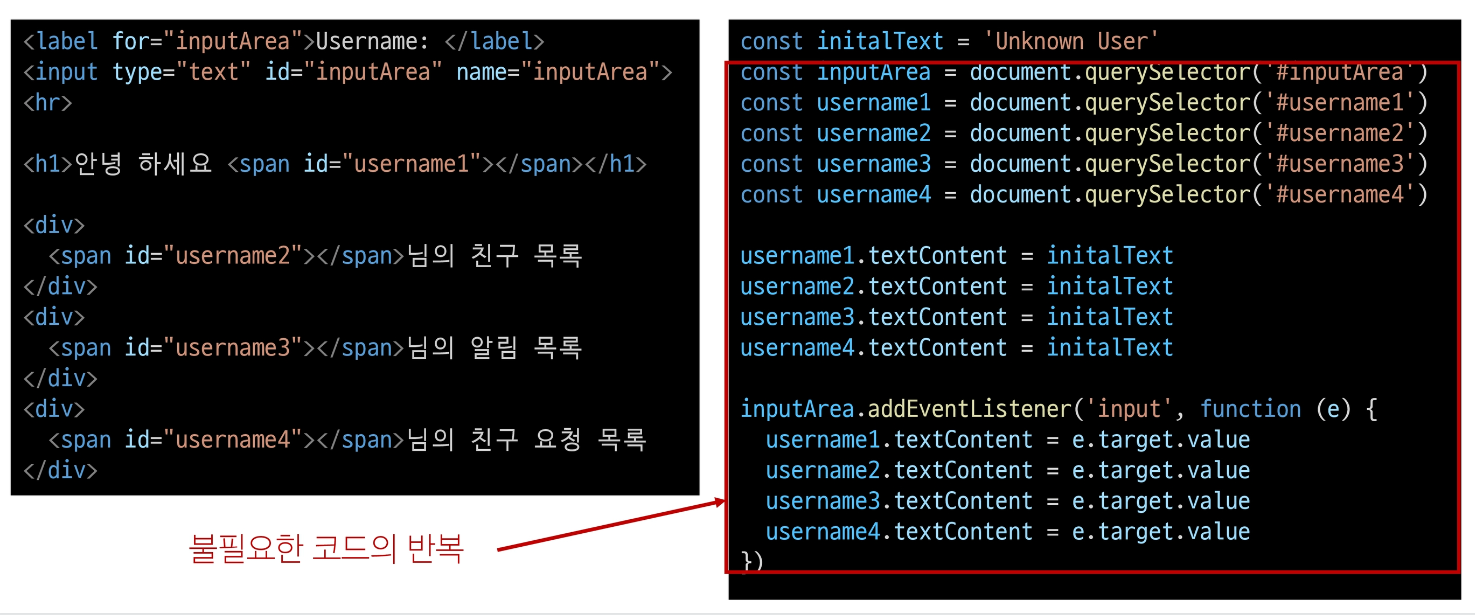 <label for="inputArea">Username: </label>
<input type="text" id="inputArea" name="inputArea">
<hr>
<h1>안녕 하세요 <span id="username1"></span></h1>
<div>
<span id="username2"></span>님의 친구 목록
</div>
<div>
<span id="username3"></span>님의 알림 목록
</div>
<div>
<span id="username4"></span>님의 친구 요청 목록
</div>
불필요한 코드의 반복
const initalText = 'Unknown User'
const inputArea = document.querySelector('#inputArea')
const username1 = document.querySelector('#username1')
const username2 = document.querySelector('#username2')
const username3 = document.querySelector('#username3')
const username4 = document.querySelector('#username4')
username1.textContent = initalText
username2.textContent = initalText
username3.textContent = initalText
username4.textContent = initalText
inputArea.addEventListener('input', function (e) {
username1.textContent = e.target.value
username2.textContent = e.target.value
username3.textContent = e.target.value
username4.textContent = e.target.value
})